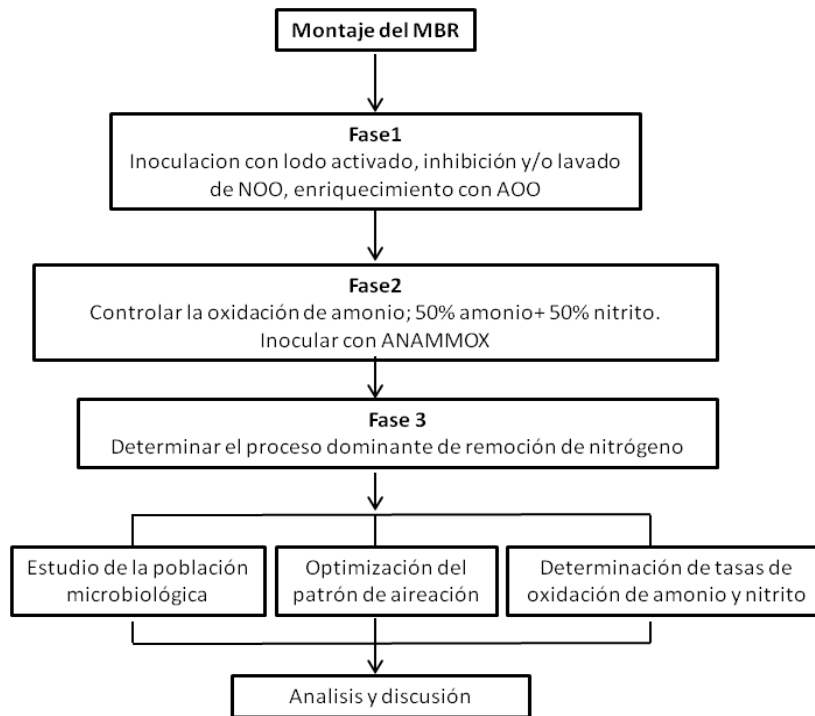 Montaje del MBR
Fase1
Inoculacion con lodo activado, inhibición y/o lavado
de NOO, enriquecimiento con AOO
Fase2
Controlar la oxidación de amonio; 50% amonio+ 50% nitrito.
Inocular con ANAMMOX
Fase 3
Determinar el proceso dominante de remoción de nitrógeno
Estudio de la población
microbiológica
Optimización del
patrón de aireación
Determinación de tasas de
oxidación de amonio y nitrito
Analisis y discusión